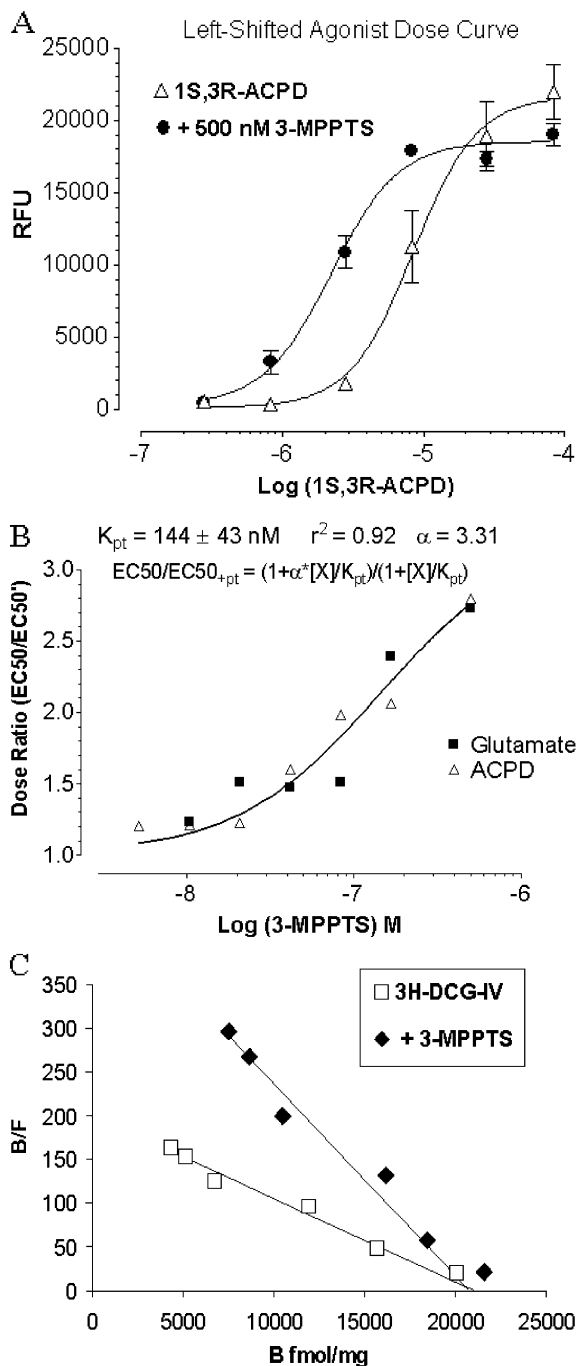 A
Left-Shifted Agonist Dose Curve
25000
20000
15000
10000
5000
0
RFU
△ 1S,3R-ACPD
● + 500 nM 3-MPPTS
-7
-6
-5
-4
Log (1S,3R-ACPD)
B
Kpt = 144 ± 43 nM r² = 0.92 α = 3.31
EC50/EC50+pt = (1+α*[X]/Kpt)/(1+[X]/Kpt)
3.0
2.5
2.0
1.5
1.0
Dose Ratio (EC50/EC50')
■ Glutamate
△ ACPD
-8
-7
-6
Log (3-MPPTS) M
C
350
300
250
200
150
100
50
0
B/F
□ 3H-DCG-IV
◆ + 3-MPPTS
0
5000
10000
15000
20000
25000
B fmol/mg